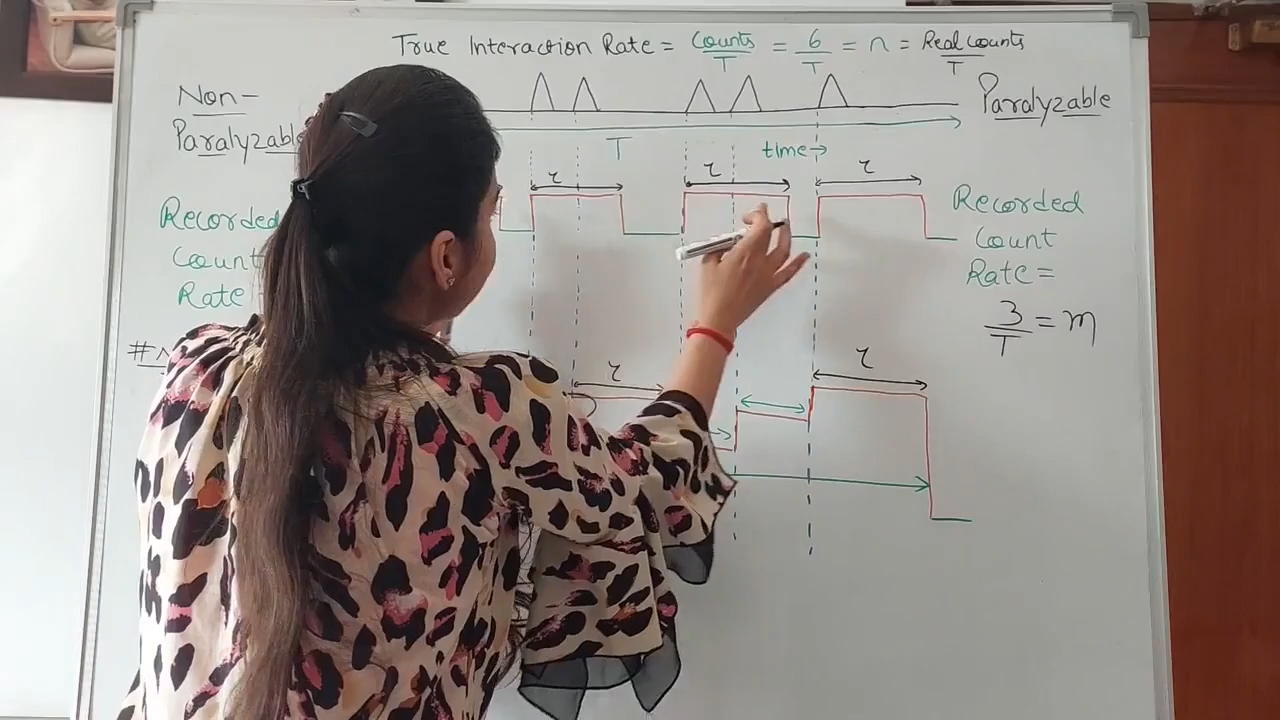 True Interaction Rate = Counts/T = 6/T = n = Real Counts/T
Non-
Paralyzable
Paralyzable
T
time→
τ
τ
τ
Recorded
Count
Rate
Recorded
Count
Rate =
3/T = m
τ
τ